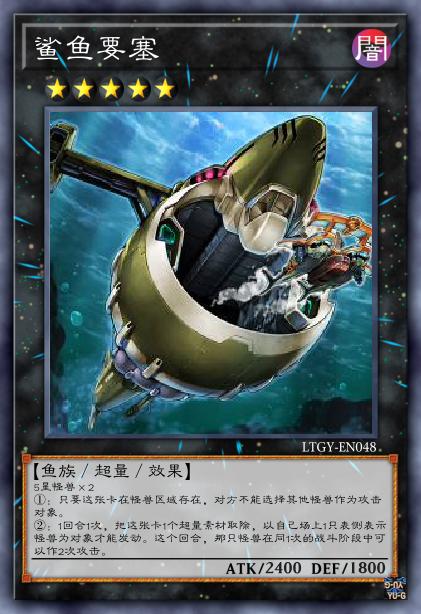 鲨鱼要塞
闇
LTGY-EN048
【鱼族／超量／效果】
5星怪兽×2
①：只要这张卡在怪兽区域存在，对方不能选择其他怪兽作为攻击
对象。
②：1回合1次，把这张卡1个超量素材取除，以自己场上1只表侧表示
怪兽为对象才能发动。这个回合，那只怪兽在同1次的战斗阶段中可
以作2次攻击。
ATK/2400 DEF/1800